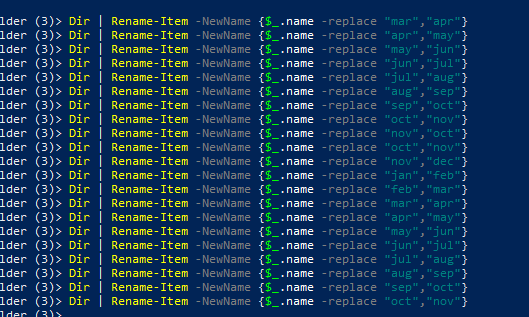 lder (3)> Dir | Rename-Item -NewName {$_.name -replace "mar","apr"}
lder (3)> Dir | Rename-Item -NewName {$_.name -replace "apr","may"}
lder (3)> Dir | Rename-Item -NewName {$_.name -replace "may","jun"}
lder (3)> Dir | Rename-Item -NewName {$_.name -replace "jun","jul"}
lder (3)> Dir | Rename-Item -NewName {$_.name -replace "jul","aug"}
lder (3)> Dir | Rename-Item -NewName {$_.name -replace "aug","sep"}
lder (3)> Dir | Rename-Item -NewName {$_.name -replace "sep","oct"}
lder (3)> Dir | Rename-Item -NewName {$_.name -replace "oct","nov"}
lder (3)> Dir | Rename-Item -NewName {$_.name -replace "nov","oct"}
lder (3)> Dir | Rename-Item -NewName {$_.name -replace "oct","nov"}
lder (3)> Dir | Rename-Item -NewName {$_.name -replace "nov","dec"}
lder (3)> Dir | Rename-Item -NewName {$_.name -replace "jan","feb"}
lder (3)> Dir | Rename-Item -NewName {$_.name -replace "feb","mar"}
lder (3)> Dir | Rename-Item -NewName {$_.name -replace "mar","apr"}
lder (3)> Dir | Rename-Item -NewName {$_.name -replace "apr","may"}
lder (3)> Dir | Rename-Item -NewName {$_.name -replace "may","jun"}
lder (3)> Dir | Rename-Item -NewName {$_.name -replace "jun","jul"}
lder (3)> Dir | Rename-Item -NewName {$_.name -replace "jul","aug"}
lder (3)> Dir | Rename-Item -NewName {$_.name -replace "aug","sep"}
lder (3)> Dir | Rename-Item -NewName {$_.name -replace "sep","oct"}
lder (3)> Dir | Rename-Item -NewName {$_.name -replace "oct","nov"}
lder (3)>